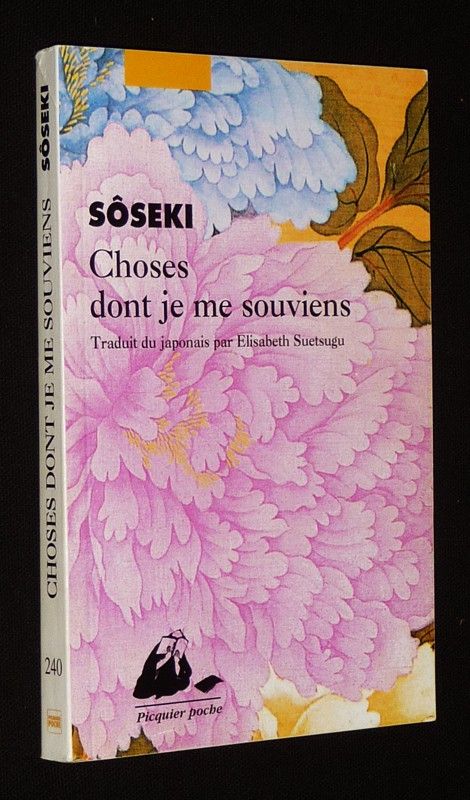 SÔSEKI
Choses
dont je me souviens
Traduit du japonais par Elisabeth Suetsugu
Picquier poche
SÔSEKI
CHOSES DONT JE ME SOUVIENS
240